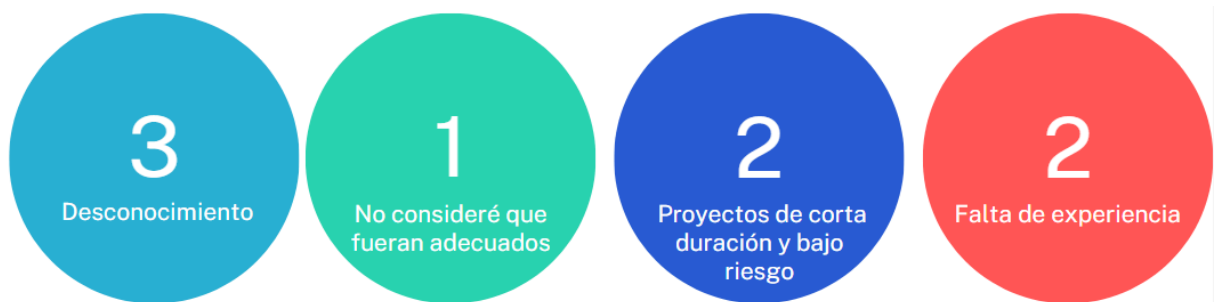 3
Desconocimiento
1
No consideré que
fueran adecuados
2
Proyectos de corta
duración y bajo
riesgo
2
Falta de experiencia